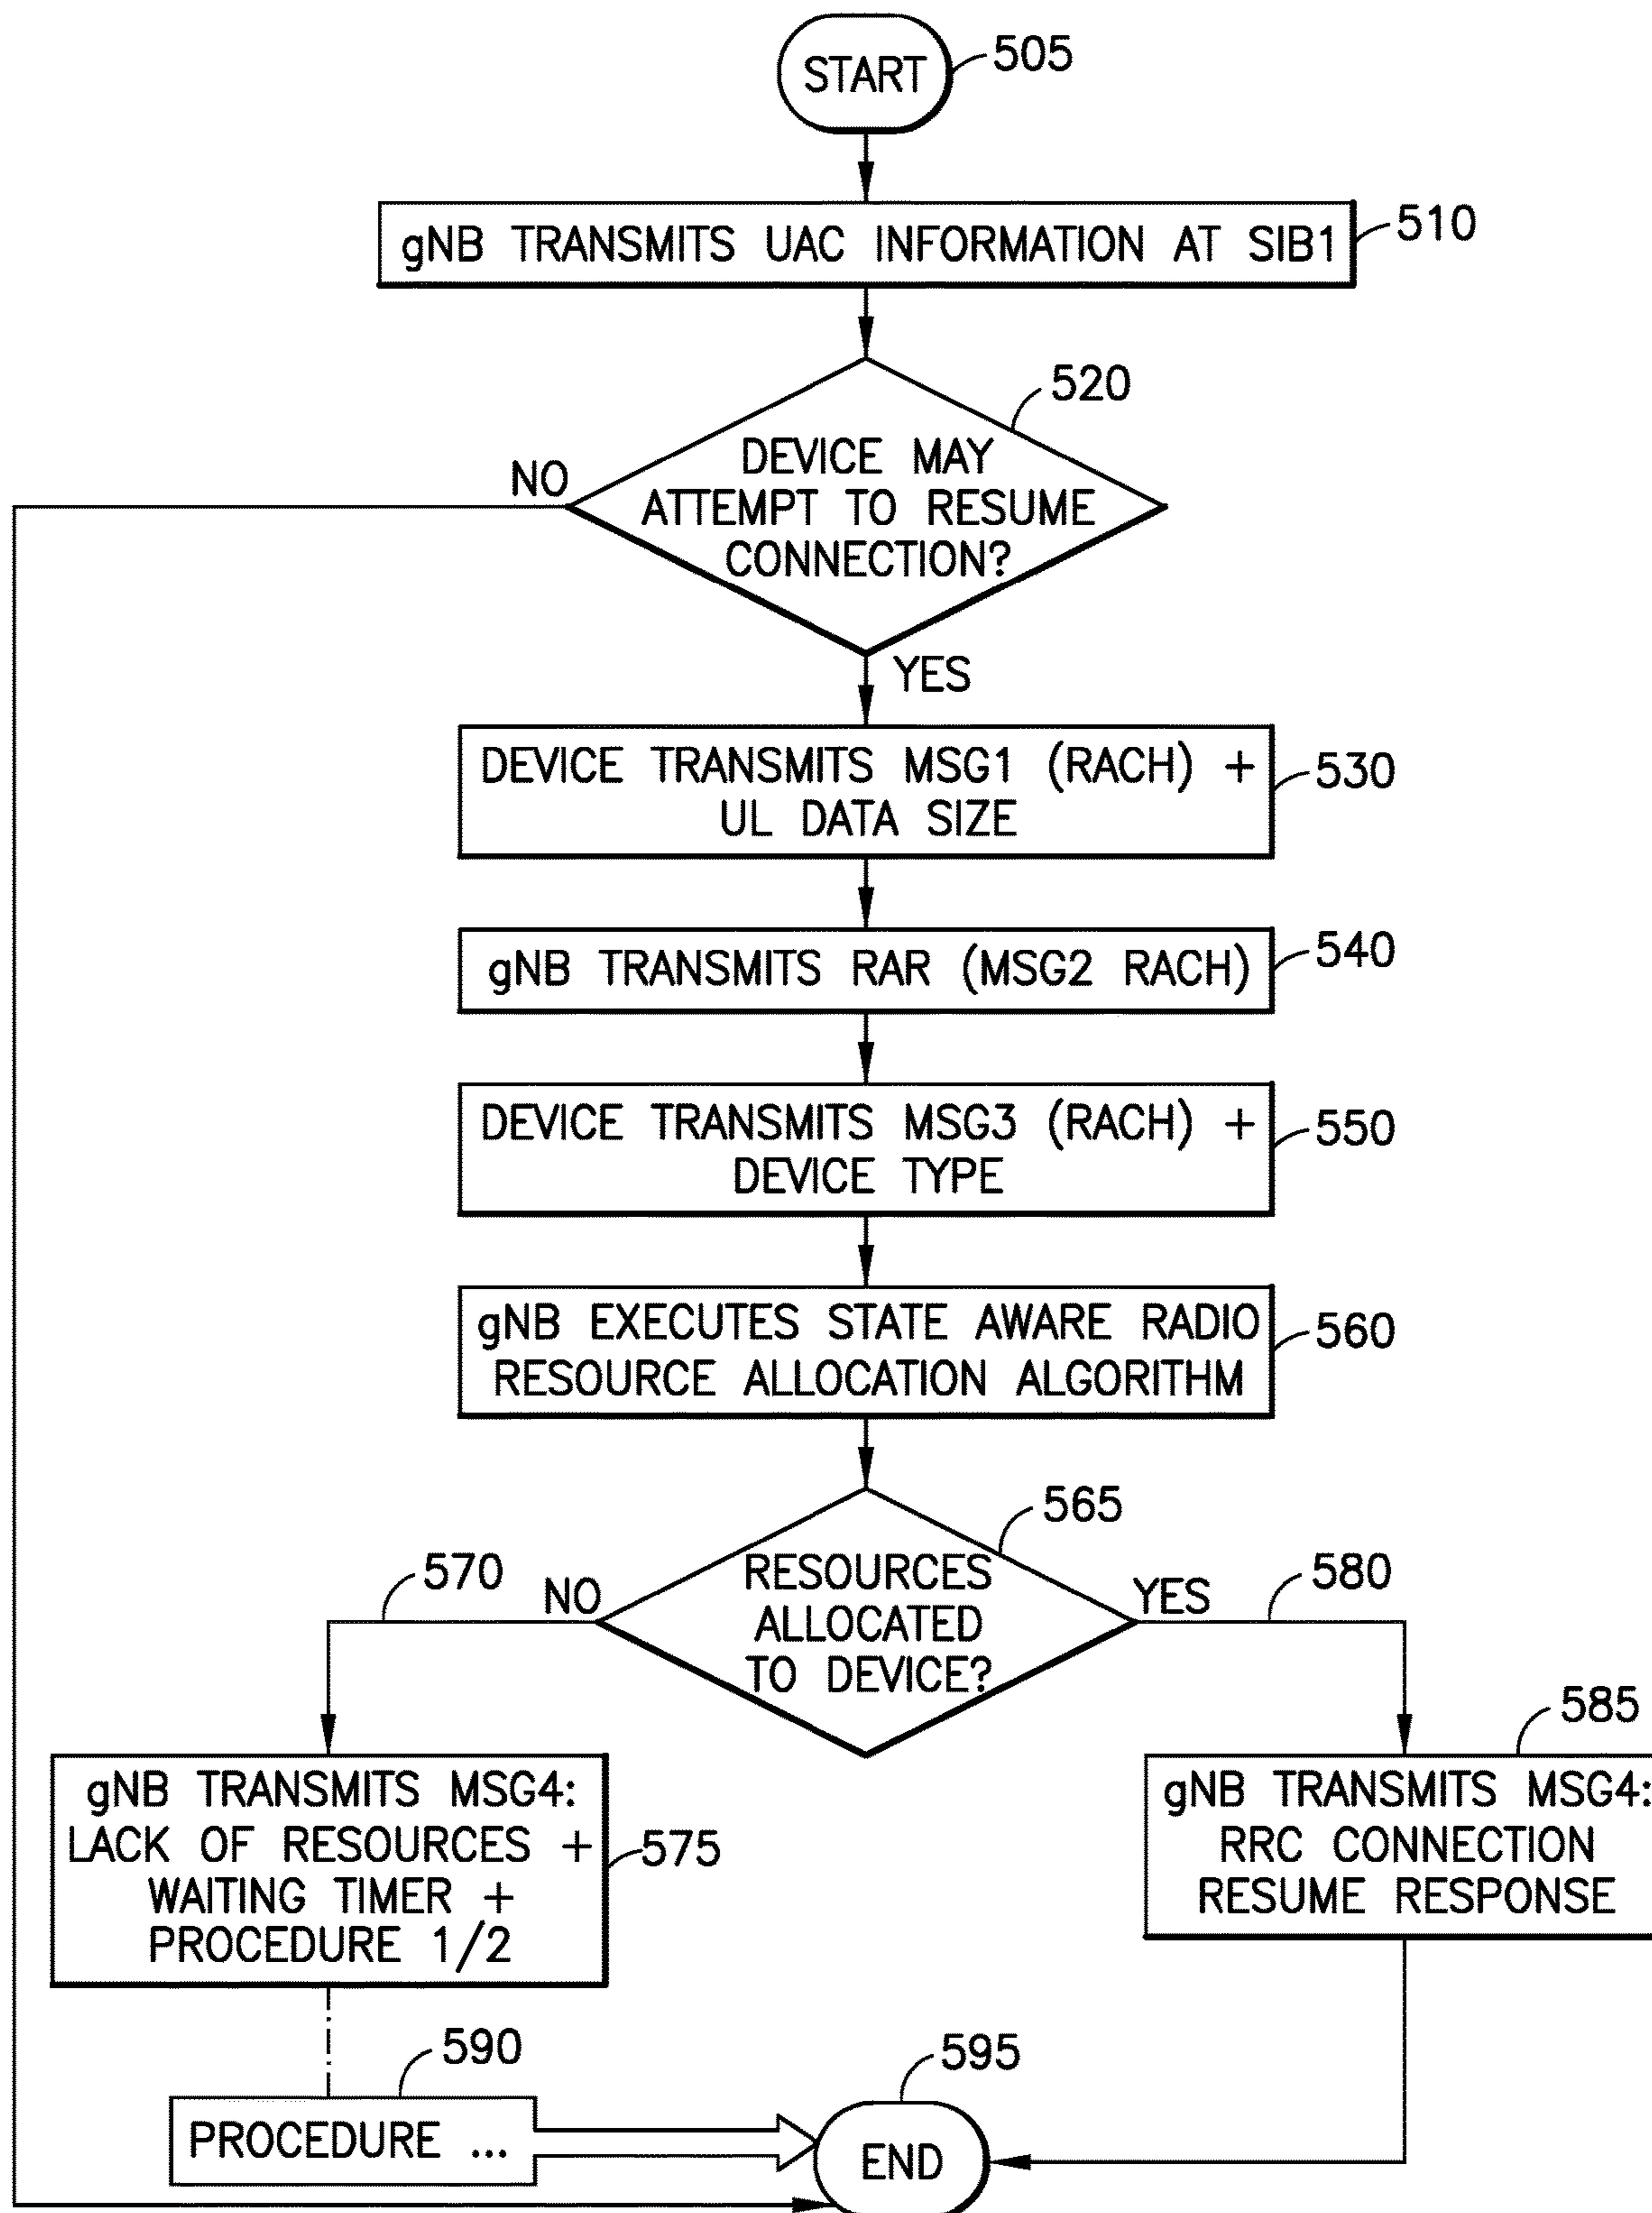 START
505
gNB TRANSMITS UAC INFORMATION AT SIB1
510
520
DEVICE MAY
ATTEMPT TO RESUME
CONNECTION?
NO
YES
DEVICE TRANSMITS MSG1 (RACH) +
UL DATA SIZE
530
gNB TRANSMITS RAR (MSG2 RACH)
540
DEVICE TRANSMITS MSG3 (RACH) +
DEVICE TYPE
550
gNB EXECUTES STATE AWARE RADIO
RESOURCE ALLOCATION ALGORITHM
560
565
RESOURCES
ALLOCATED
TO DEVICE?
570
NO
YES
580
gNB TRANSMITS MSG4:
LACK OF RESOURCES +
WAITING TIMER +
PROCEDURE 1/2
575
585
gNB TRANSMITS MSG4:
RRC CONNECTION
RESUME RESPONSE
590
PROCEDURE ...
595
END